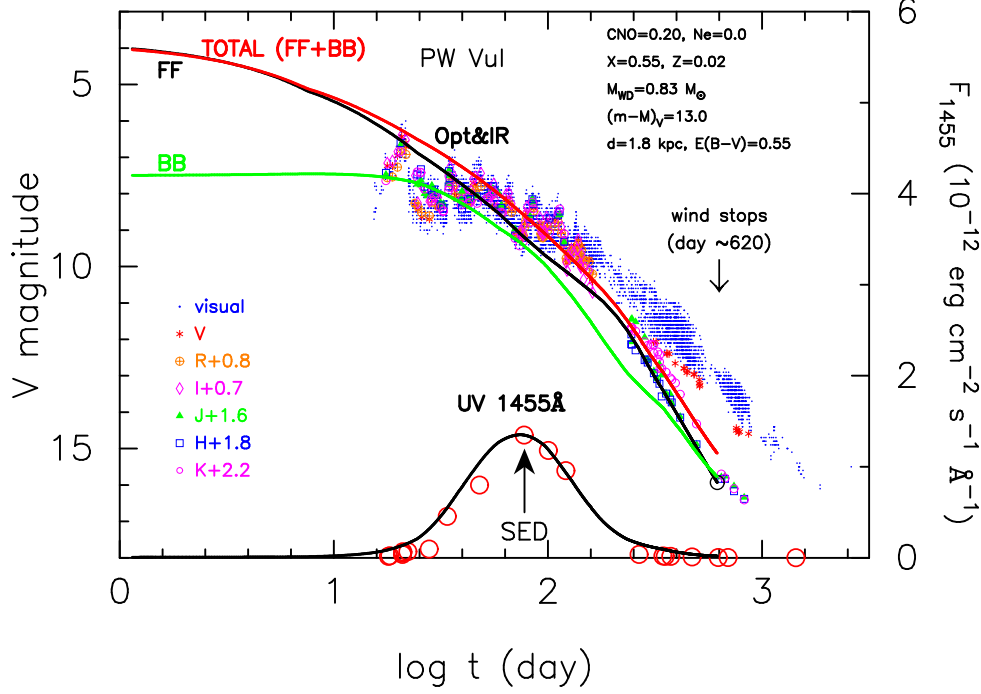 TOTAL (FF+BB)
FF
PW Vul
CNO=0.20, Ne=0.0
X=0.55, Z=0.02
M_WD=0.83 M_⊙
(m-M)_V=13.0
d=1.8 kpc, E(B-V)=0.55
Opt&IR
BB
wind stops
(day ~620)
visual
V
R+0.8
I+0.7
J+1.6
H+1.8
K+2.2
UV 1455Å
SED
V magnitude
5
10
15
6
4
2
0
F_1455 (10^-12 erg cm^-2 s^-1 Å^-1)
0 1 2 3
log t (day)